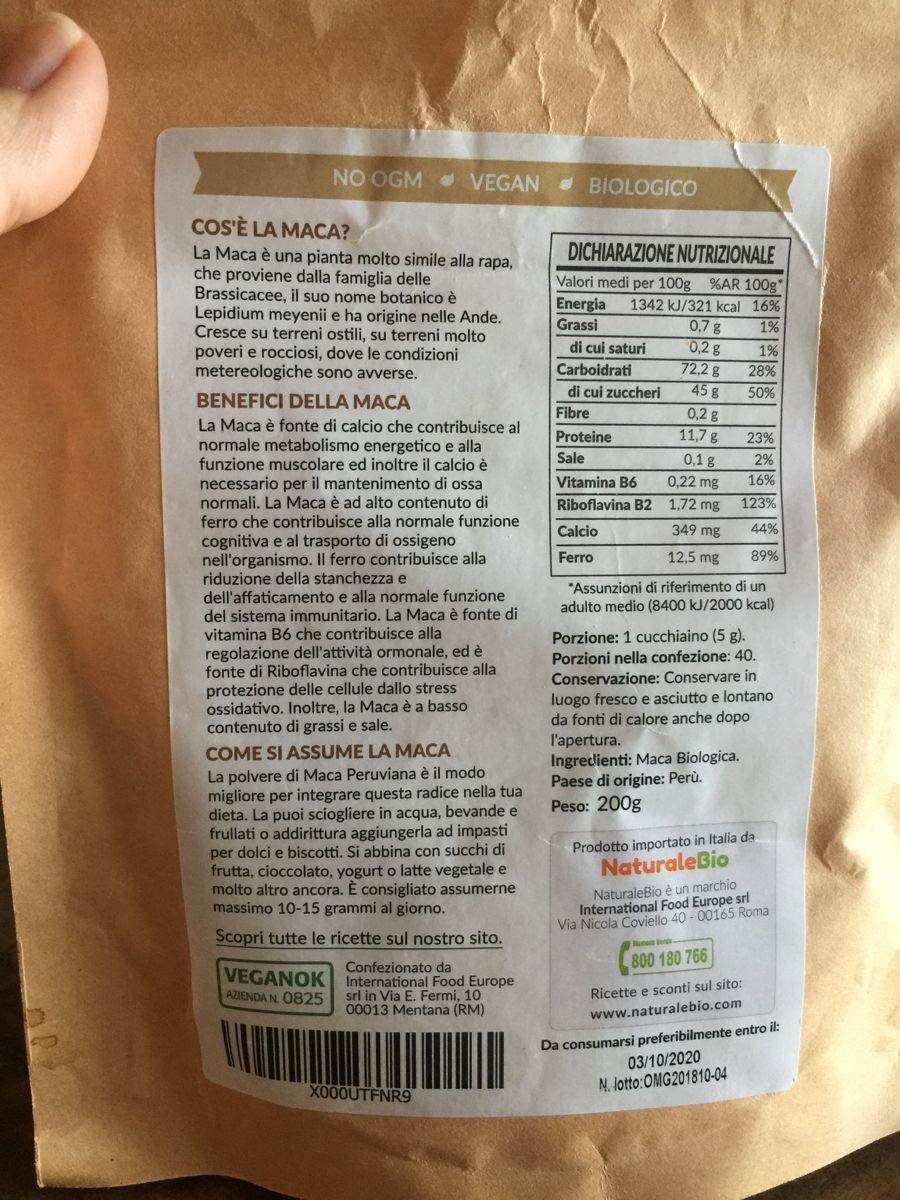 NO OGM VEGAN BIOLOGICO
COS'È LA MACA?
La Maca è una pianta molto simile alla rapa,
che proviene dalla famiglia delle
Brassicacee, il suo nome botanico è
Lepidium meyenii e ha origine nelle Ande.
Cresce su terreni ostili, su terreni molto
poveri e rocciosi, dove le condizioni
metereologiche sono avverse.
BENEFICI DELLA MACA
La Maca è fonte di calcio che contribuisce al
normale metabolismo energetico e alla
funzione muscolare ed inoltre il calcio è
necessario per il mantenimento di ossa
normali. La Maca è ad alto contenuto di
ferro che contribuisce alla normale funzione
cognitiva e al trasporto di ossigeno
nell'organismo. Il ferro contribuisce alla
riduzione della stanchezza e
dell'affaticamento e alla normale funzione
del sistema immunitario. La Maca è fonte di
vitamina B6 che contribuisce alla
regolazione dell'attività ormonale, ed è
fonte di Riboflavina che contribuisce alla
protezione delle cellule dallo stress
ossidativo. Inoltre, la Maca è a basso
contenuto di grassi e sale.
COME SI ASSUME LA MACA
La polvere di Maca Peruviana è il modo
migliore per integrare questa radice nella tua
dieta. La puoi sciogliere in acqua, bevande e
frullati o addirittura aggiungerla ad impasti
per dolci e biscotti. Si abbina con succhi di
frutta, cioccolato, yogurt o latte vegetale e
molto altro ancora. È consigliato assumerne
massimo 10-15 grammi al giorno.
Scopri tutte le ricette sul nostro sito.
VEGANOK
AZIENDA N. 0825
Confezionato da
International Food Europe
srl in Via E. Fermi, 10
00013 Mentana (RM)
X000UTFNR9
DICHIARAZIONE NUTRIZIONALE
Valori medi per 100g %AR 100g*
Energia 1342 kJ/321 kcal 16%
Grassi 0,7 g 1%
di cui saturi 0,2 g 1%
Carboidrati 72,2 g 28%
di cui zuccheri 45 g 50%
Fibre 0,2 g
Proteine 11,7 g 23%
Sale 0,1 g 2%
Vitamina B6 0,22 mg 16%
Riboflavina B2 1,72 mg 123%
Calcio 349 mg 44%
Ferro 12,5 mg 89%
*Assunzioni di riferimento di un
adulto medio (8400 kJ/2000 kcal)
Porzione: 1 cucchiaino (5 g).
Porzioni nella confezione: 40.
Conservazione: Conservare in
luogo fresco e asciutto e lontano
da fonti di calore anche dopo
l'apertura.
Ingredienti: Maca Biologica.
Paese di origine: Perù.
Peso: 200g
Prodotto importato in Italia da
NaturaleBio
NaturaleBio è un marchio
International Food Europe srl
Via Nicola Coviello 40 - 00165 Roma
Numero Verde
800 180 766
Ricette e sconti sul sito:
www.naturalebio.com
Da consumarsi preferibilmente entro il:
03/10/2020
N. lotto:OMG201810-04